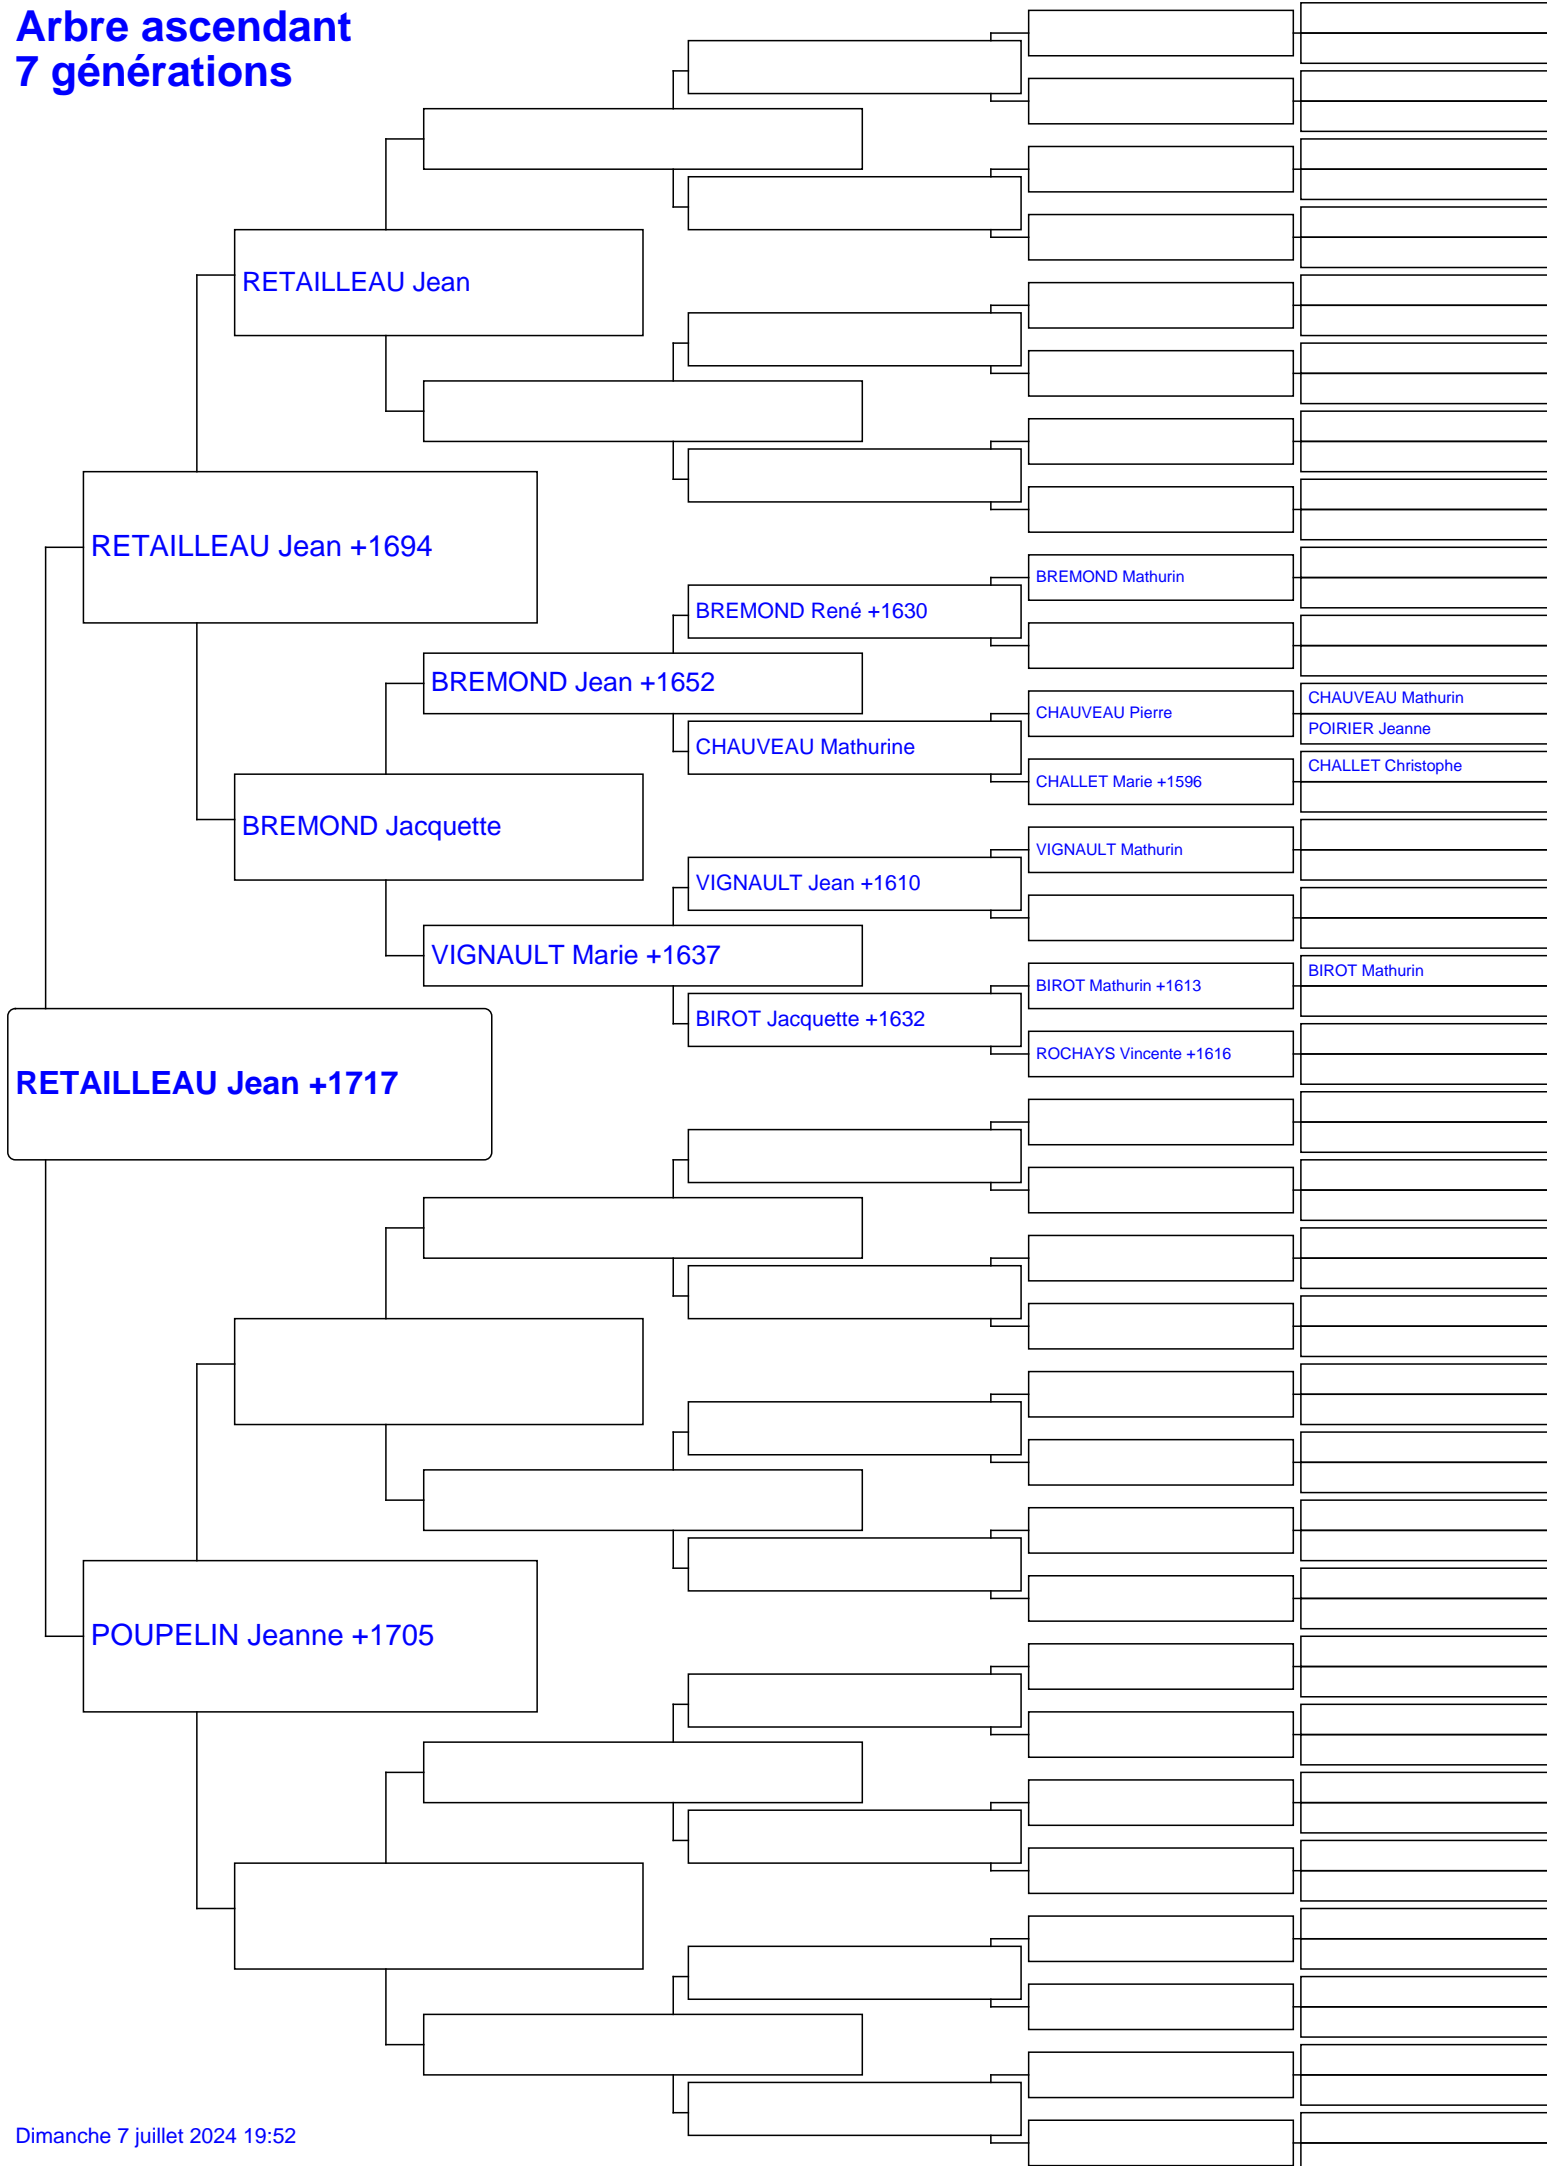 Arbre ascendant
7 générations
RETAILLEAU Jean
RETAILLEAU Jean +1694
BREMOND Mathurin
BREMOND René +1630
BREMOND Jean +1652
CHAUVEAU Mathurin
CHAUVEAU Pierre
POIRIER Jeanne
CHAUVEAU Mathurine
CHALLET Christophe
CHALLET Marie +1596
BREMOND Jacquette
VIGNAULT Mathurin
VIGNAULT Jean +1610
VIGNAULT Marie +1637
BIROT Mathurin
BIROT Mathurin +1613
BIROT Jacquette +1632
ROCHAYS Vincente +1616
RETAILLEAU Jean +1717
POUPELIN Jeanne +1705
Dimanche 7 juillet 2024 19:52